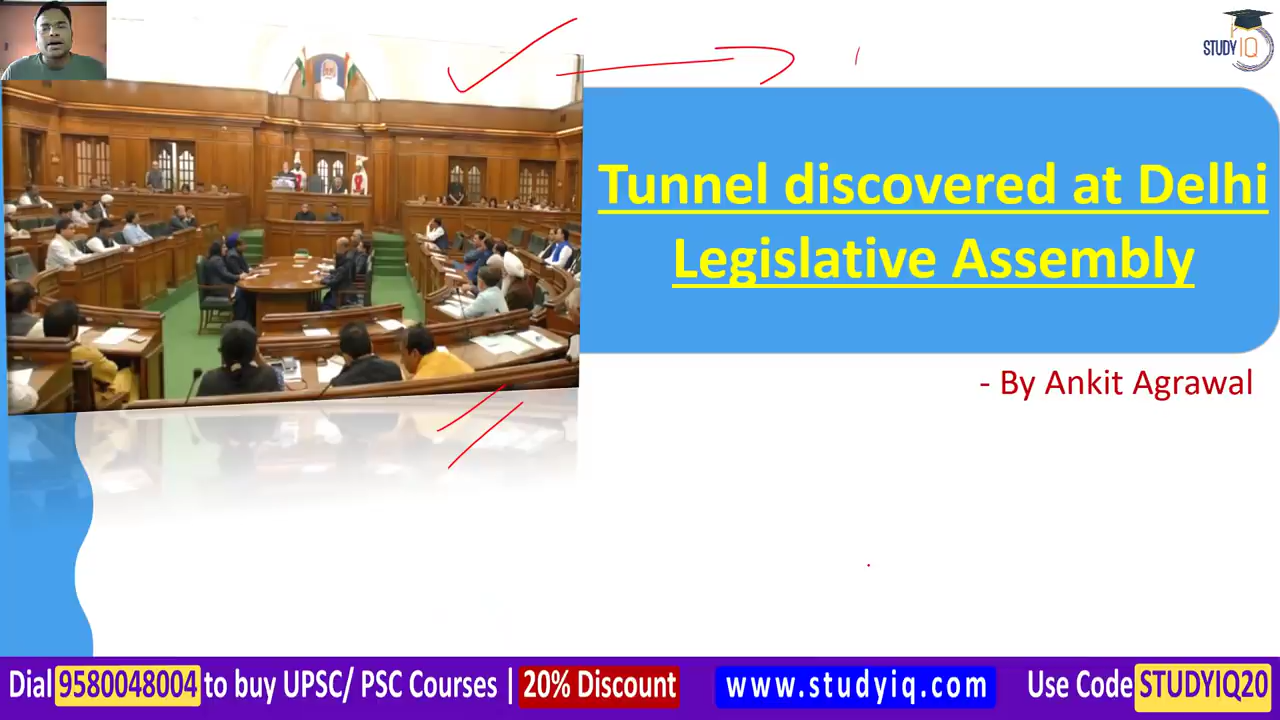 STUDY IQ
Tunnel discovered at Delhi
Legislative Assembly
- By Ankit Agrawal
Dial 9580048004 to buy UPSC/ PSC Courses | 20% Discount www.studyiq.com Use Code STUDYIQ20